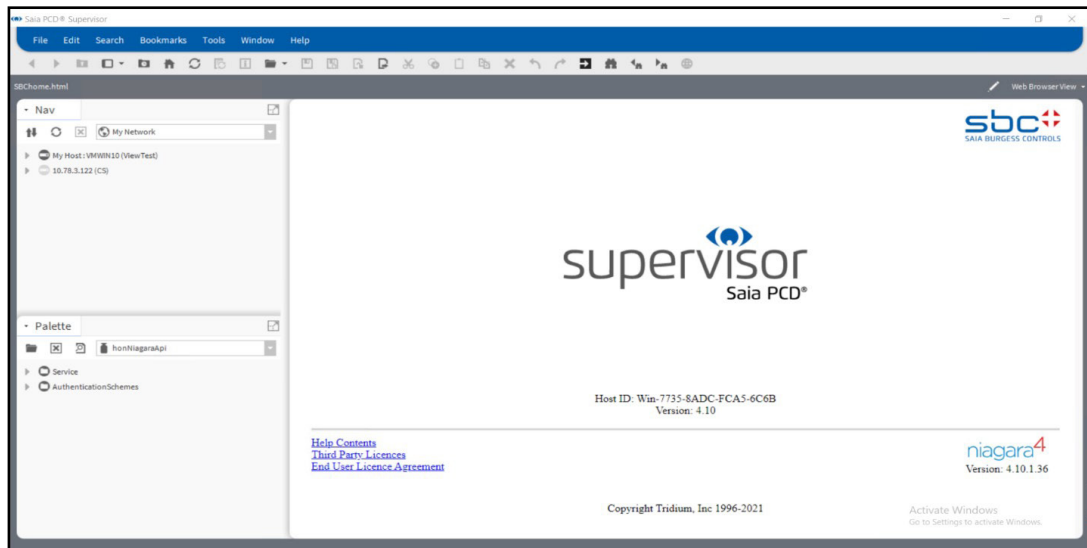 Saia PCD® Supervisor
File Edit Search Bookmarks Tools Window Help
SBChome.html
Web Browser View
Nav
My Network
My Host : VMWIN10 (ViewTest)
10.78.3.122 (CS)
Palette
honNiagaraApi
Service
AuthenticationSchemes
sbc
SAIA BURGESS CONTROLS
supervisor
Saia PCD®
Host ID: Win-7735-8ADC-FCA5-6C6B
Version: 4.10
Help Contents
Third Party Licences
End User Licence Agreement
niagara4
Version: 4.10.1.36
Copyright Tridium, Inc 1996-2021
Activate Windows
Go to Settings to activate Windows.